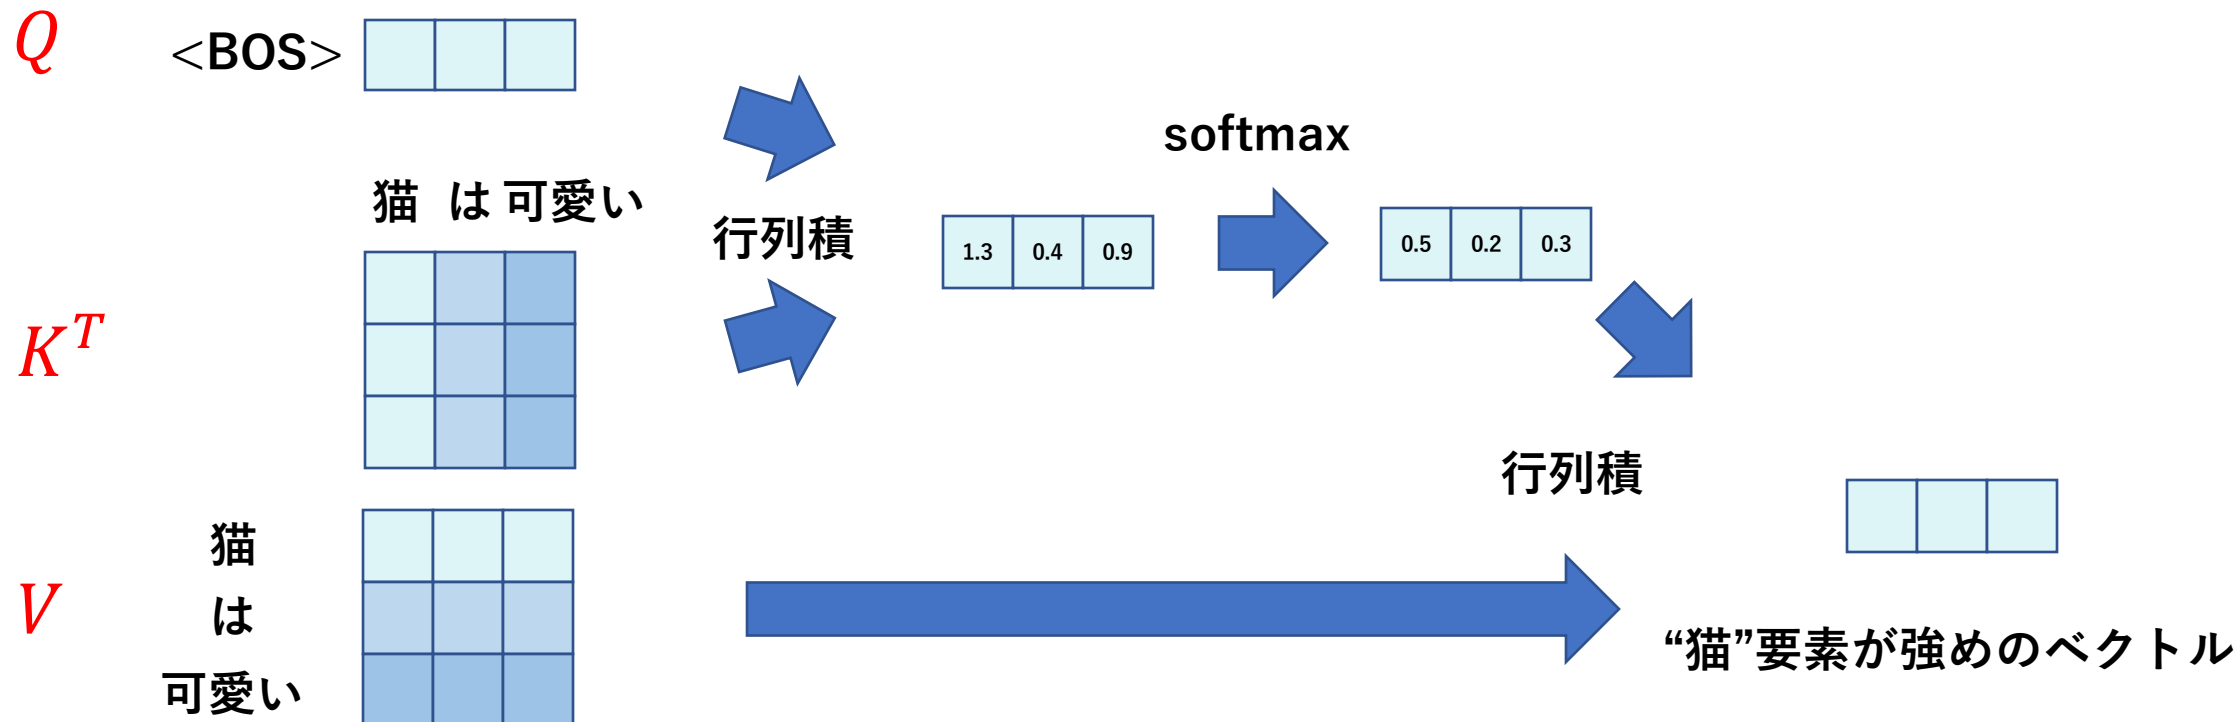 Q
<BOS>
softmax
猫 は 可愛い
行列積
1.3 0.4 0.9
0.5 0.2 0.3
K^T
行列積
猫
は
可愛い
V
“猫”要素が強めのベクトル